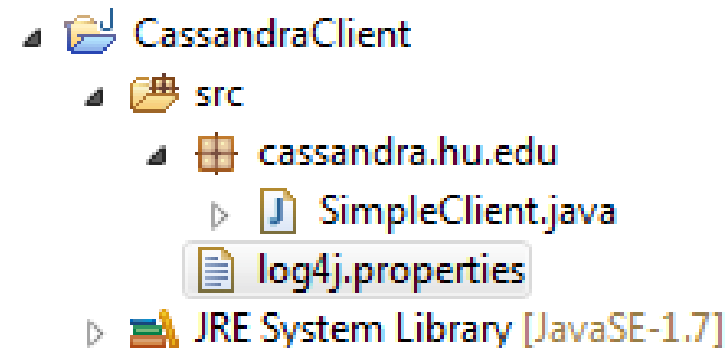 CassandraClient
src
cassandra.hu.edu
SimpleClient.java
log4j.properties
JRE System Library [JavaSE-1.7]